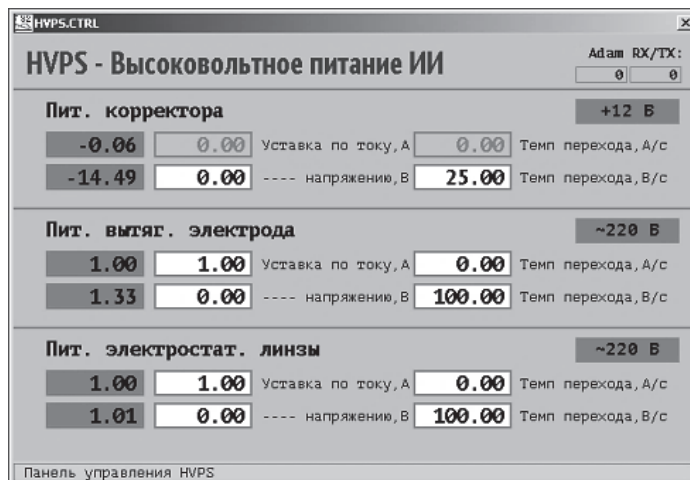 HVPS.CTRL
HVPS - Высоковольтное питание ИИ
Adam RX/TX:
0 0
Пит. корректора +12 В
-0.06 0.00 Уставка по току,А 0.00 Темп перехода,А/с
-14.49 0.00 ---- напряжению,В 25.00 Темп перехода,В/с
Пит. вытяг. электрода ~220 В
1.00 1.00 Уставка по току,А 0.00 Темп перехода,А/с
1.33 0.00 ---- напряжению,В 100.00 Темп перехода,В/с
Пит. электростат. линзы ~220 В
1.00 1.00 Уставка по току,А 0.00 Темп перехода,А/с
1.01 0.00 ---- напряжению,В 100.00 Темп перехода,В/с
Панель управления HVPS